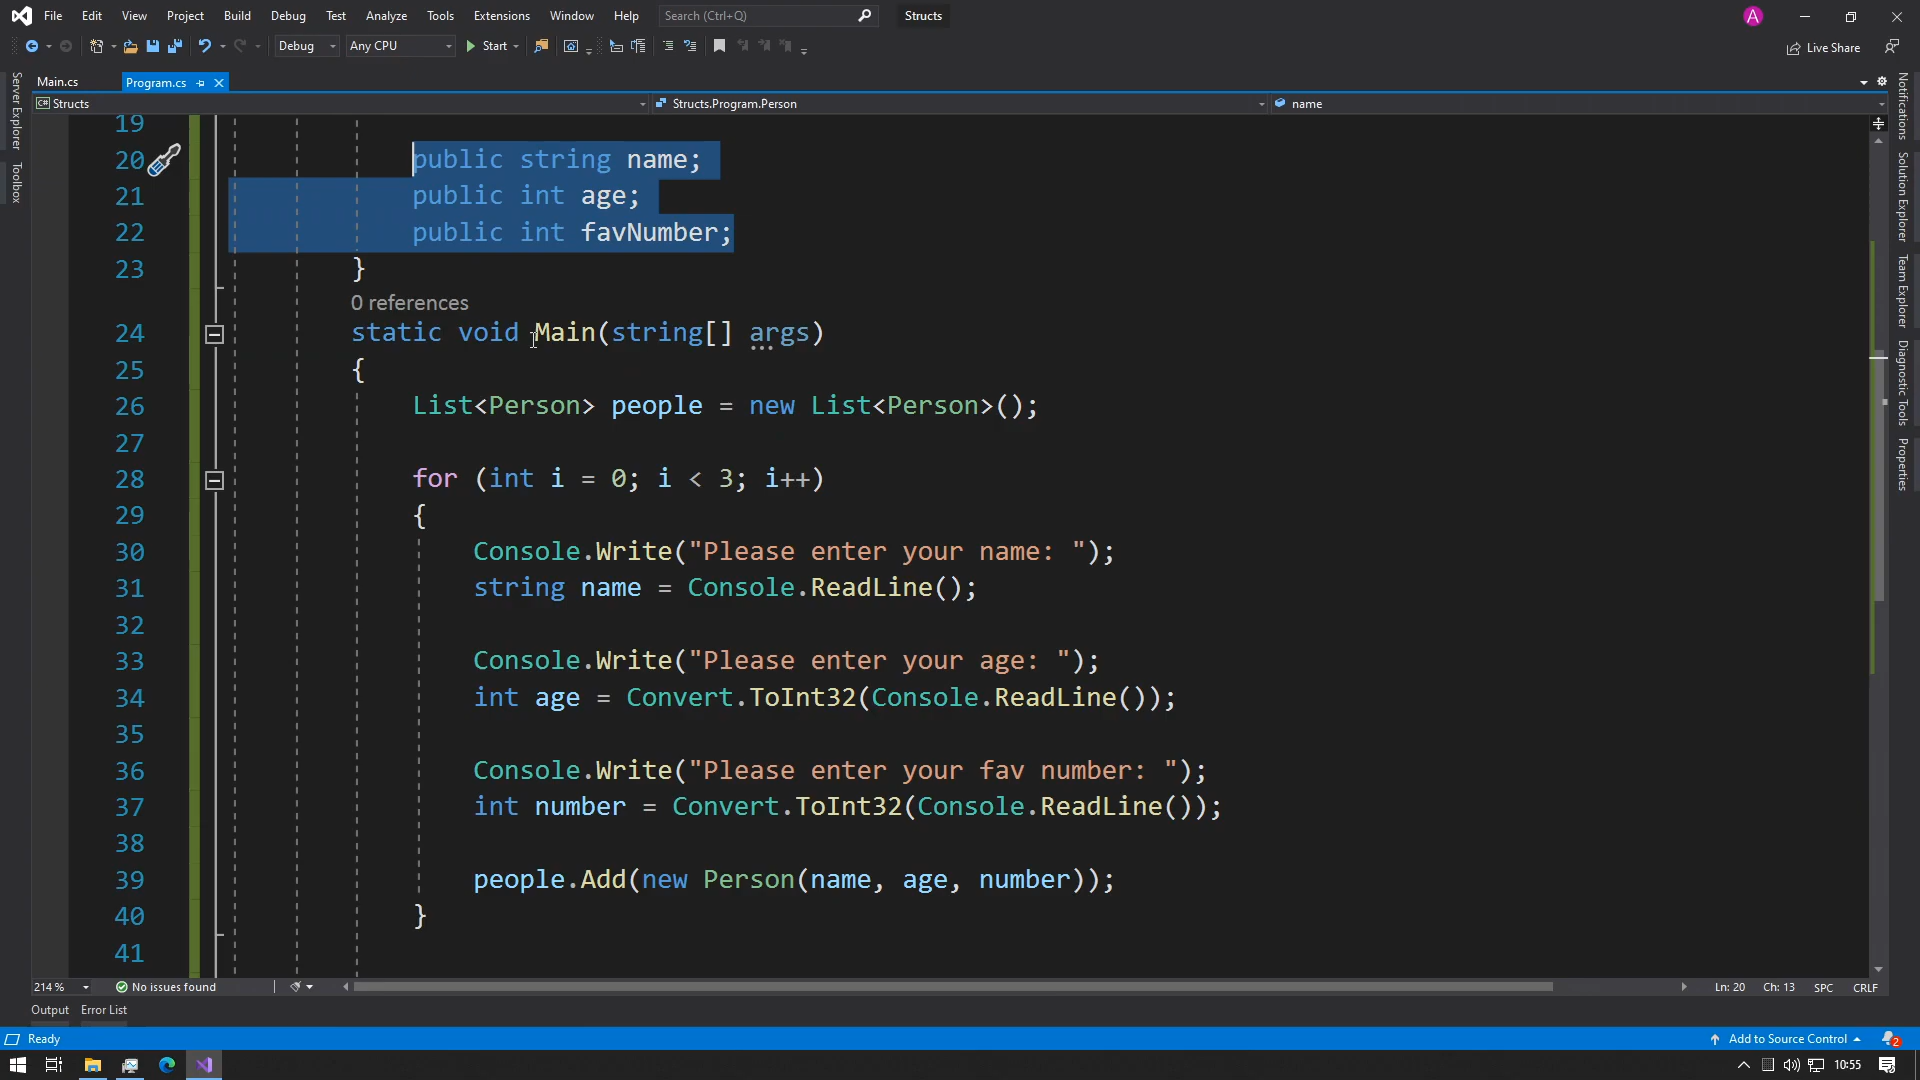 File Edit View Project Build Debug Test Analyze Tools Extensions Window Help Search (Ctrl+Q) Structs A
Debug Any CPU Start Live Share
Main.cs Program.cs
Structs Structs.Program.Person name
Server Explorer
Toolbox
Notifications
Solution Explorer
Team Explorer
Diagnostic Tools
Properties
19
20 public string name;
21 public int age;
22 public int favNumber;
23 }
0 references
24 static void Main(string[] args)
25 {
26 List<Person> people = new List<Person>();
27
28 for (int i = 0; i < 3; i++)
29 {
30 Console.Write("Please enter your name: ");
31 string name = Console.ReadLine();
32
33 Console.Write("Please enter your age: ");
34 int age = Convert.ToInt32(Console.ReadLine());
35
36 Console.Write("Please enter your fav number: ");
37 int number = Convert.ToInt32(Console.ReadLine());
38
39 people.Add(new Person(name, age, number));
40 }
41
214 % No issues found Ln: 20 Ch: 13 SPC CRLF
Output Error List
Ready Add to Source Control 2
10:55